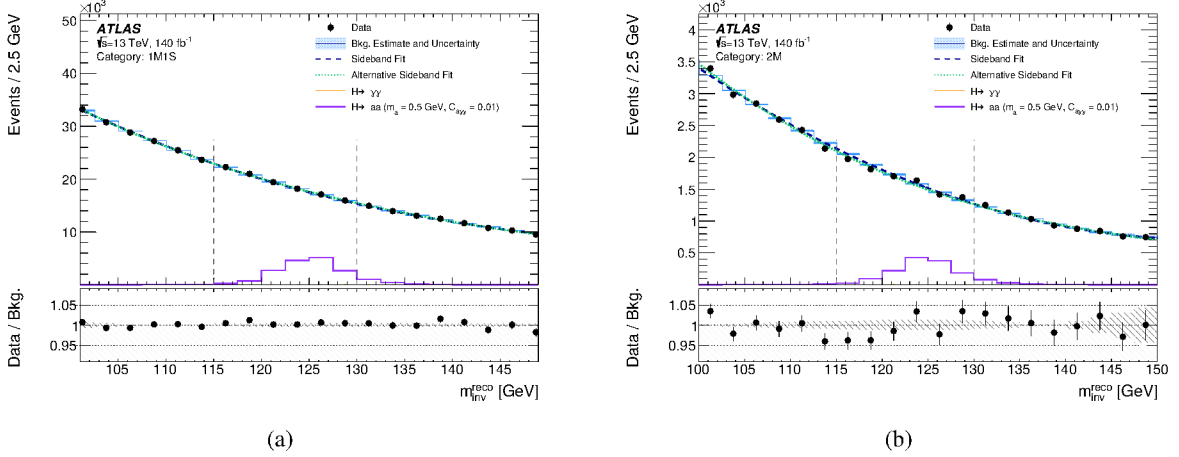 ×10³
ATLAS
√s=13 TeV, 140 fb⁻¹
Category: 1M1S
Data
Bkg. Estimate and Uncertainty
Sideband Fit
Alternative Sideband Fit
H→ γγ
H→ aa (mₐ = 0.5 GeV, C_aγγ = 0.01)
Events / 2.5 GeV
50
40
30
20
10
Data / Bkg.
1.05
1
0.95
105 110 115 120 125 130 135 140 145
m_inv^reco [GeV]
(a)
×10³
ATLAS
√s=13 TeV, 140 fb⁻¹
Category: 2M
Data
Bkg. Estimate and Uncertainty
Sideband Fit
Alternative Sideband Fit
H→ γγ
H→ aa (mₐ = 0.5 GeV, C_aγγ = 0.01)
Events / 2.5 GeV
4
3.5
3
2.5
2
1.5
1
0.5
Data / Bkg.
1.05
1
0.95
100 105 110 115 120 125 130 135 140 145 150
m_inv^reco [GeV]
(b)